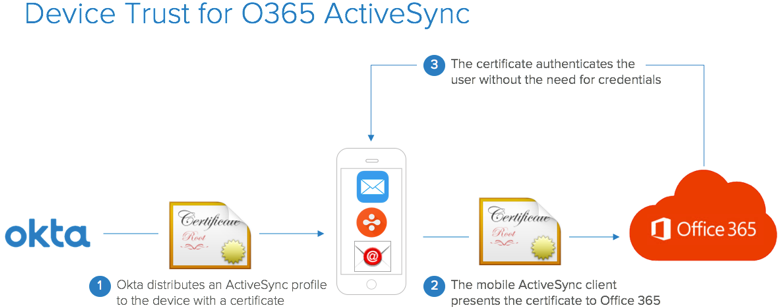 Device Trust for O365 ActiveSync
3 The certificate authenticates the
user without the need for credentials
Certificate
Root
Certificate
Root
okta
@
Office 365
1 Okta distributes an ActiveSync profile
to the device with a certificate
2 The mobile ActiveSync client
presents the certificate to Office 365